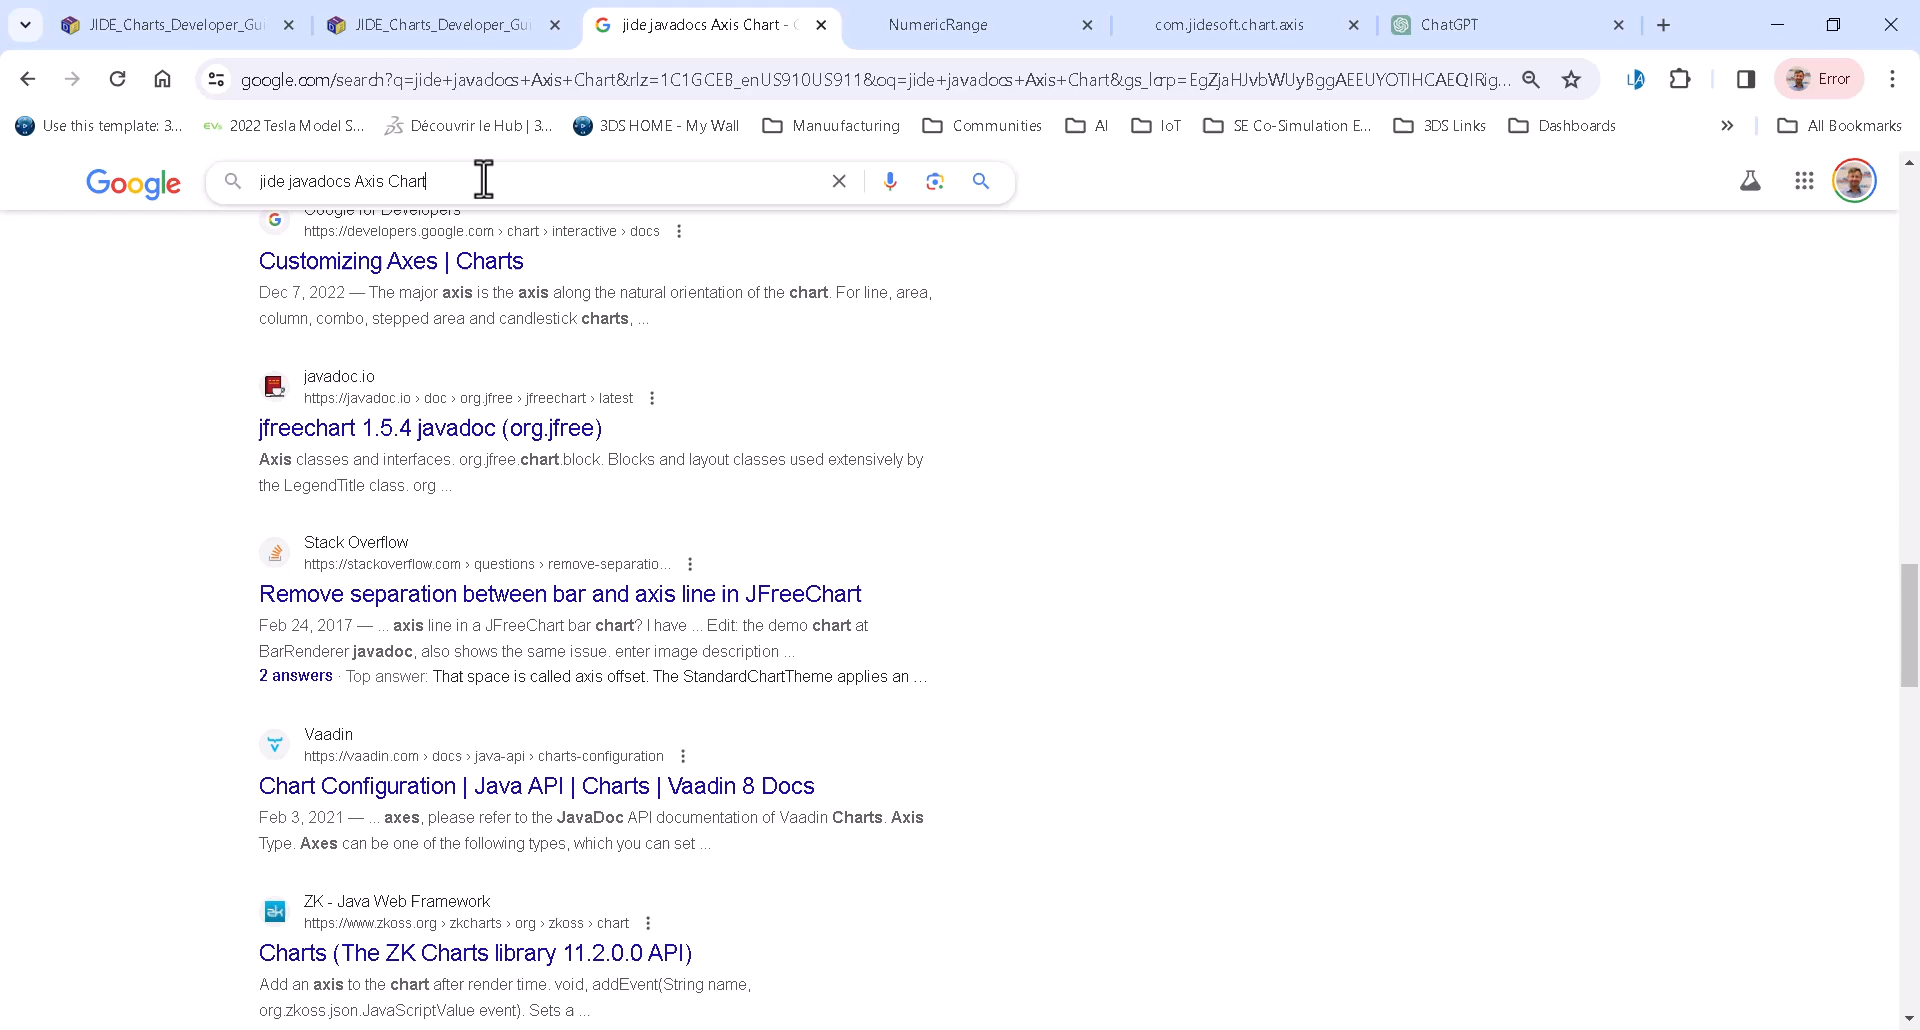 JIDE_Charts_Developer_Gui
JIDE_Charts_Developer_Gui
jide javadocs Axis Chart -
NumericRange
com.jidesoft.chart.axis
ChatGPT
google.com/search?q=jide+javadocs+Axis+Chart&rlz=1C1GCEB_enUS910US911&oq=jide+javadocs+Axis+Chart&gs_lcrp=EgZjaHJvbWUyBggAEEUYOTIHCAEQIRig...
Error
Use this template: 3...
2022 Tesla Model S...
Découvrir le Hub | 3...
3DS HOME - My Wall
Manuufacturing
Communities
AI
IoT
SE Co-Simulation E...
3DS Links
Dashboards
All Bookmarks
Google
jide javadocs Axis Chart
Google for Developers
https://developers.google.com › chart › interactive › docs
Customizing Axes | Charts
Dec 7, 2022 — The major axis is the axis along the natural orientation of the chart. For line, area,
column, combo, stepped area and candlestick charts, ...
javadoc.io
https://javadoc.io › doc › org.jfree › jfreechart › latest
jfreechart 1.5.4 javadoc (org.jfree)
Axis classes and interfaces. org.jfree.chart.block. Blocks and layout classes used extensively by
the LegendTitle class. org ...
Stack Overflow
https://stackoverflow.com › questions › remove-separatio...
Remove separation between bar and axis line in JFreeChart
Feb 24, 2017 — ... axis line in a JFreeChart bar chart? I have ... Edit: the demo chart at
BarRenderer javadoc, also shows the same issue. enter image description ...
2 answers · Top answer: That space is called axis offset. The StandardChartTheme applies an ...
Vaadin
https://vaadin.com › docs › java-api › charts-configuration
Chart Configuration | Java API | Charts | Vaadin 8 Docs
Feb 3, 2021 — ... axes, please refer to the JavaDoc API documentation of Vaadin Charts. Axis
Type. Axes can be one of the following types, which you can set ...
ZK - Java Web Framework
https://www.zkoss.org › zkcharts › org › zkoss › chart
Charts (The ZK Charts library 11.2.0.0 API)
Add an axis to the chart after render time. void, addEvent(String name,
org.zkoss.json.JavaScriptValue event). Sets a ...